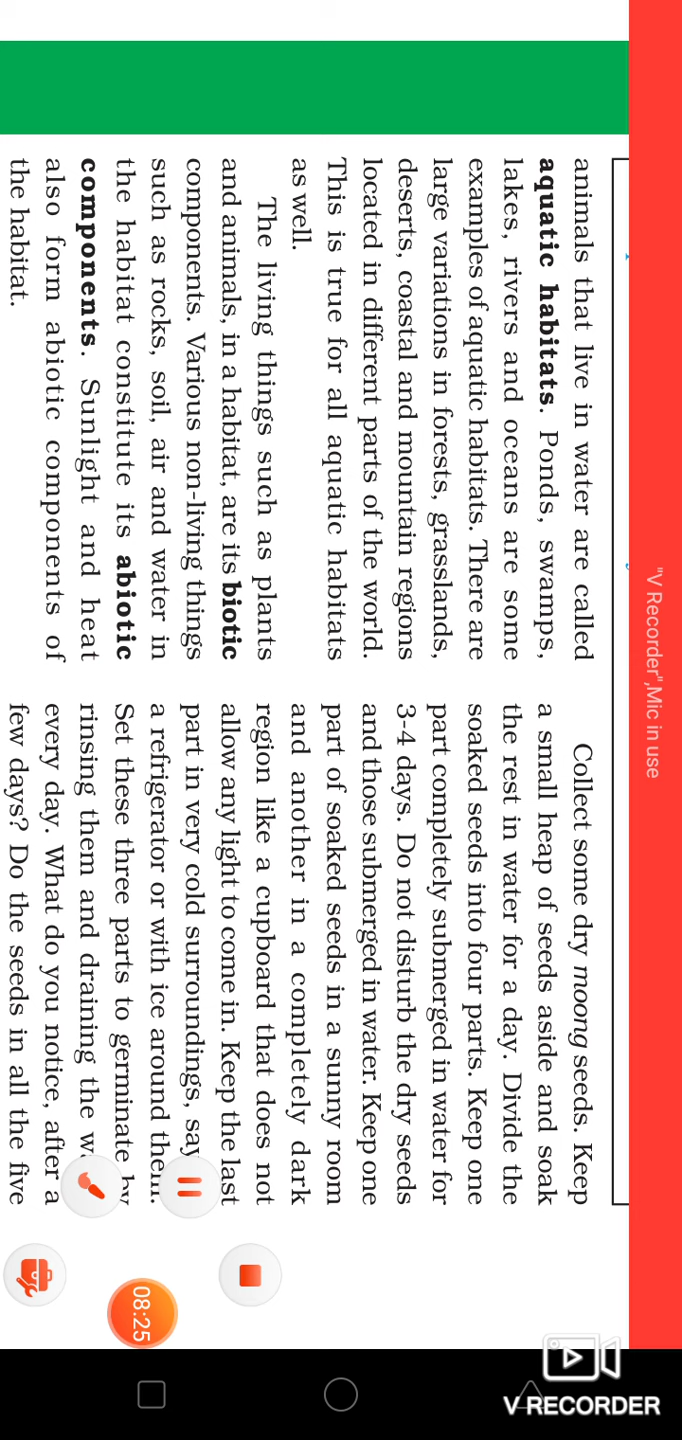 "V Recorder",Mic in use
animals that live in water are called
aquatic habitats. Ponds, swamps,
lakes, rivers and oceans are some
examples of aquatic habitats. There are
large variations in forests, grasslands,
deserts, coastal and mountain regions
located in different parts of the world.
This is true for all aquatic habitats
as well.
The living things such as plants
and animals, in a habitat, are its biotic
components. Various non-living things
such as rocks, soil, air and water in
the habitat constitute its abiotic
components. Sunlight and heat
also form abiotic components of
the habitat.
Collect some dry moong seeds. Keep
a small heap of seeds aside and soak
the rest in water for a day. Divide the
soaked seeds into four parts. Keep one
part completely submerged in water for
3-4 days. Do not disturb the dry seeds
and those submerged in water. Keep one
part of soaked seeds in a sunny room
and another in a completely dark
region like a cupboard that does not
allow any light to come in. Keep the last
part in very cold surroundings, say
a refrigerator or with ice around them.
Set these three parts to germinate by
rinsing them and draining the
every day. What do you notice, after a
few days? Do the seeds in all the five
08:25
V RECORDER